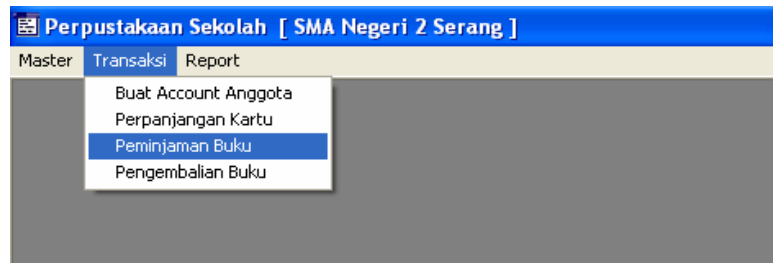 Perpustakaan Sekolah [ SMA Negeri 2 Serang ]
Master Transaksi Report
Buat Account Anggota
Perpanjangan Kartu
Peminjaman Buku
Pengembalian Buku